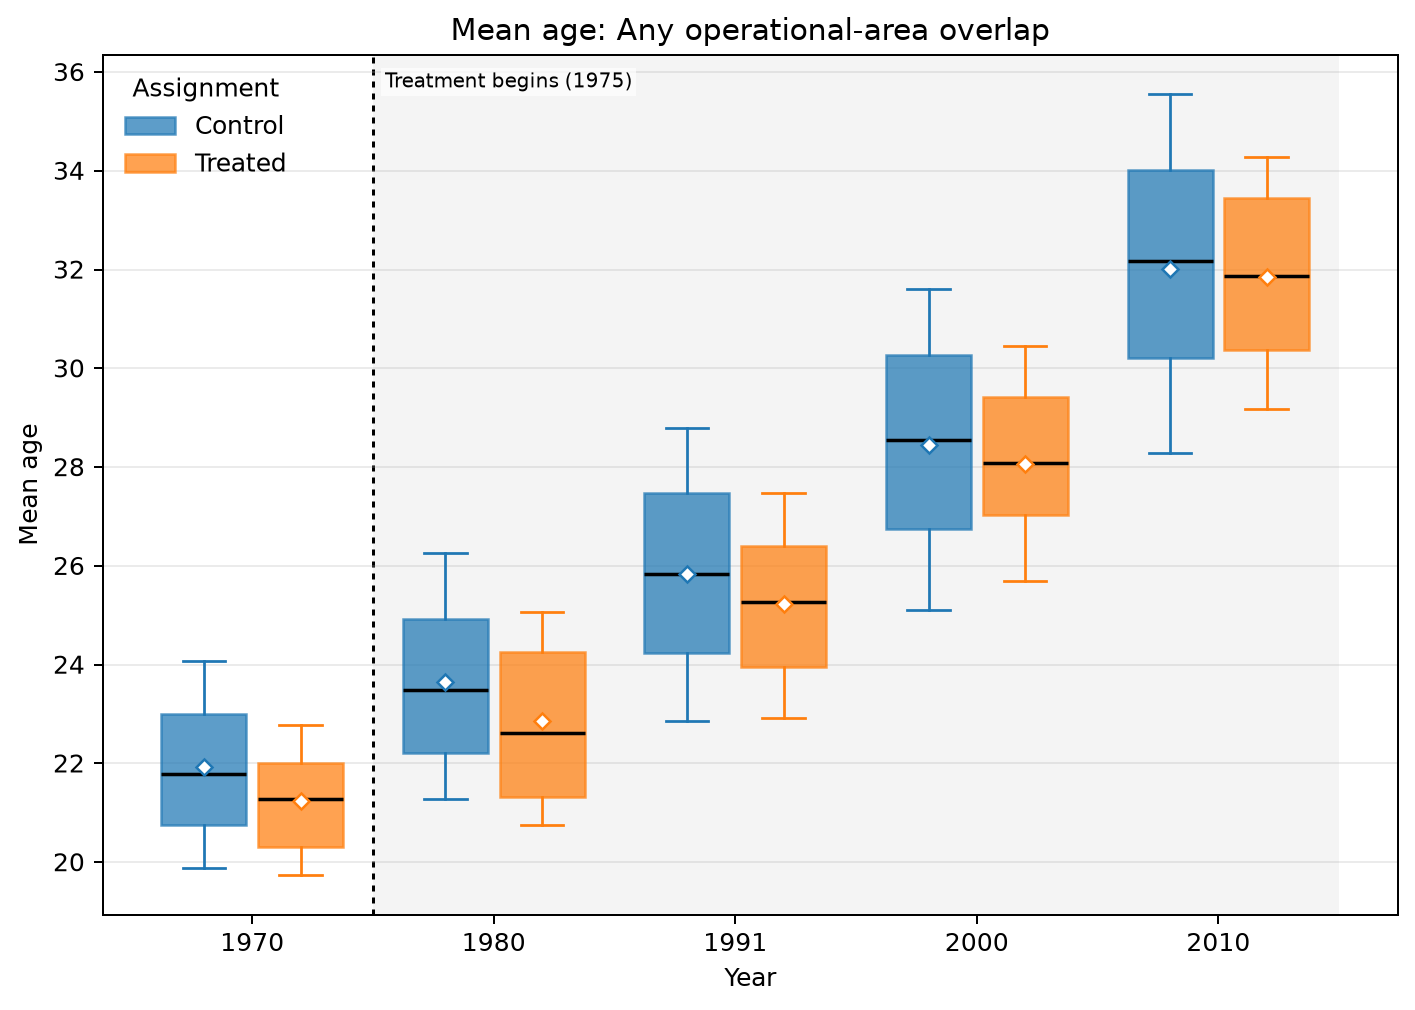 Mean age: Any operational-area overlap
Treatment begins (1975)
Assignment
Control
Treated
36
34
32
30
28
26
24
22
20
Mean age
1970
1980
1991
2000
2010
Year